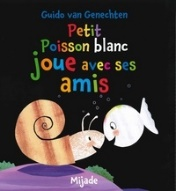 Guido van Genechten
Petit
Poisson blanc
joue avec ses
amis
Mijade